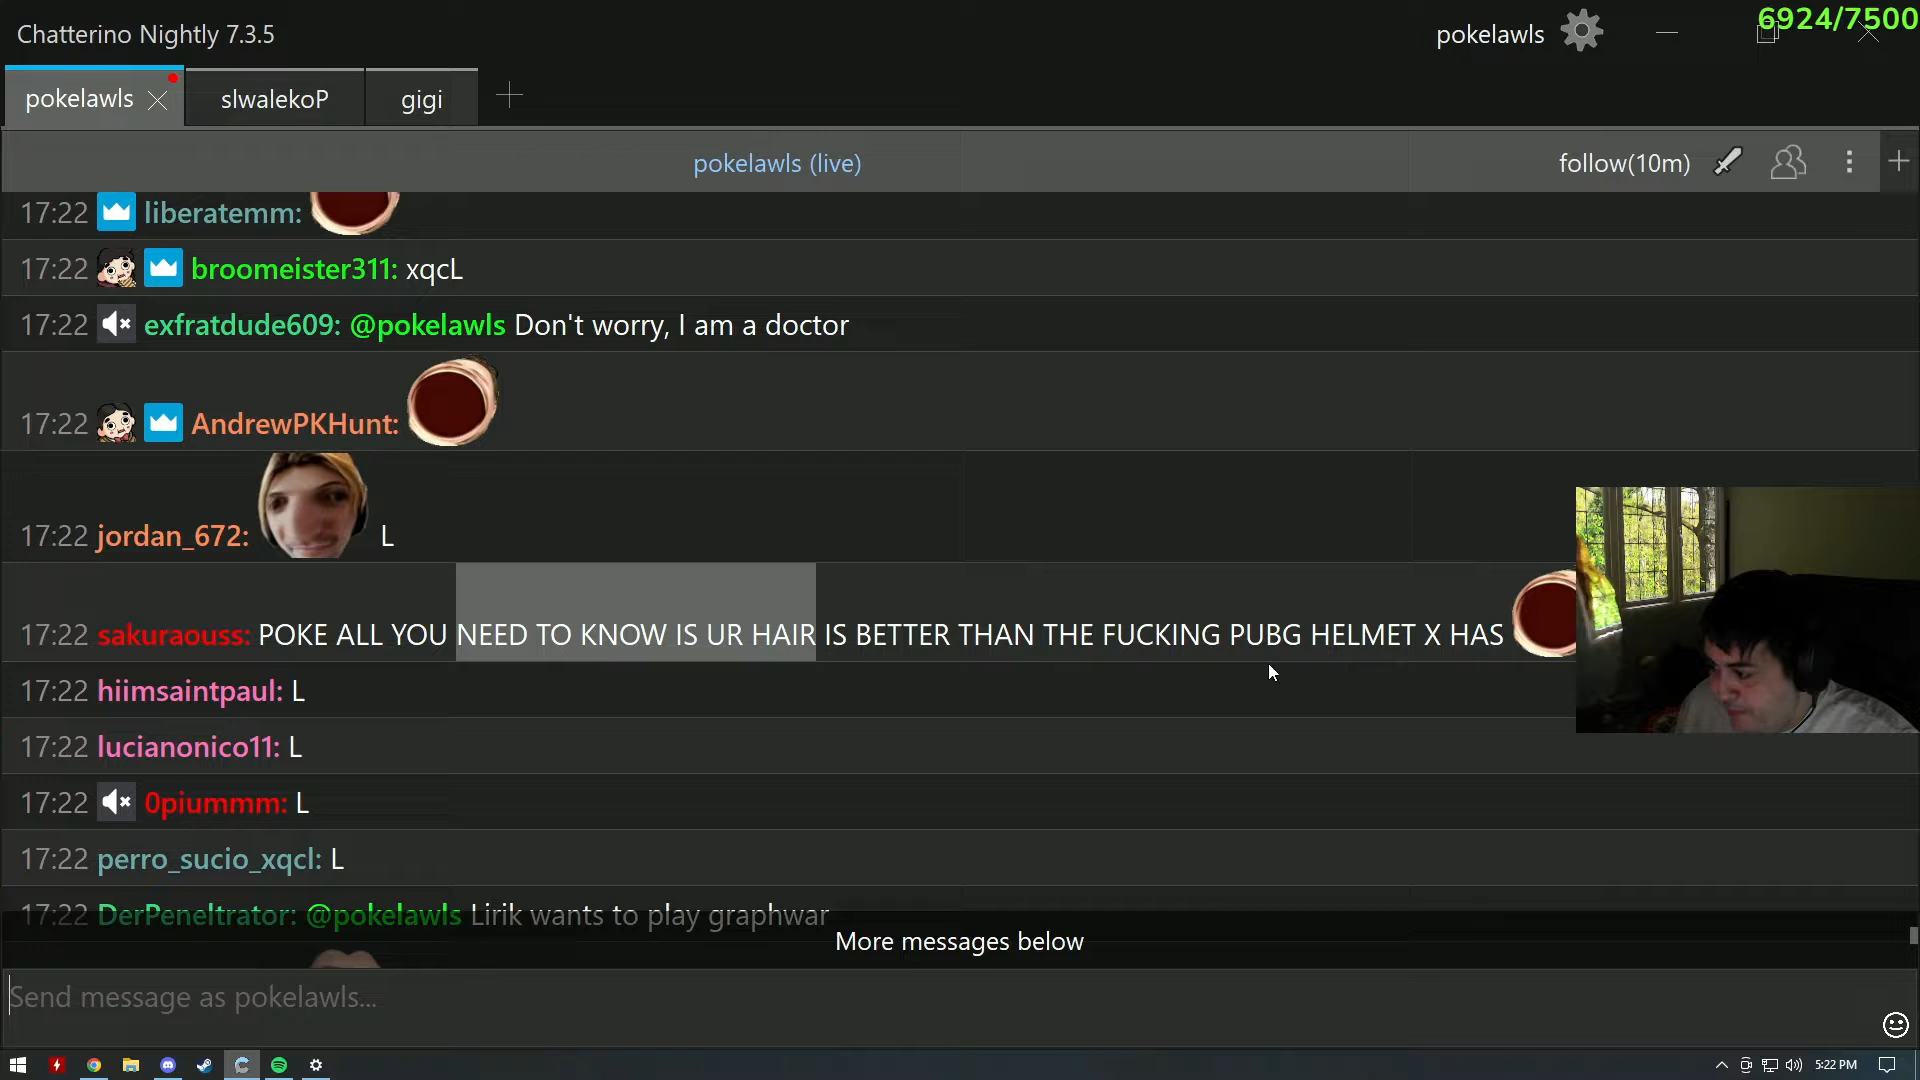 Chatterino Nightly 7.3.5
pokelawls
6924/7500
pokelawls
slwalekoP
gigi
pokelawls (live)
follow(10m)
17:22 liberatemm:
17:22 broomeister311: xqcL
17:22 exfratdude609: @pokelawls Don't worry, I am a doctor
17:22 AndrewPKHunt:
17:22 jordan_672: L
17:22 sakuraouss: POKE ALL YOU NEED TO KNOW IS UR HAIR IS BETTER THAN THE FUCKING PUBG HELMET X HAS
17:22 hiimsaintpaul: L
17:22 lucianonico11: L
17:22 0piummm: L
17:22 perro_sucio_xqcl: L
17:22 DerPeneltrator: @pokelawls Lirik wants to play graphwar
More messages below
Send message as pokelawls...
5:22 PM